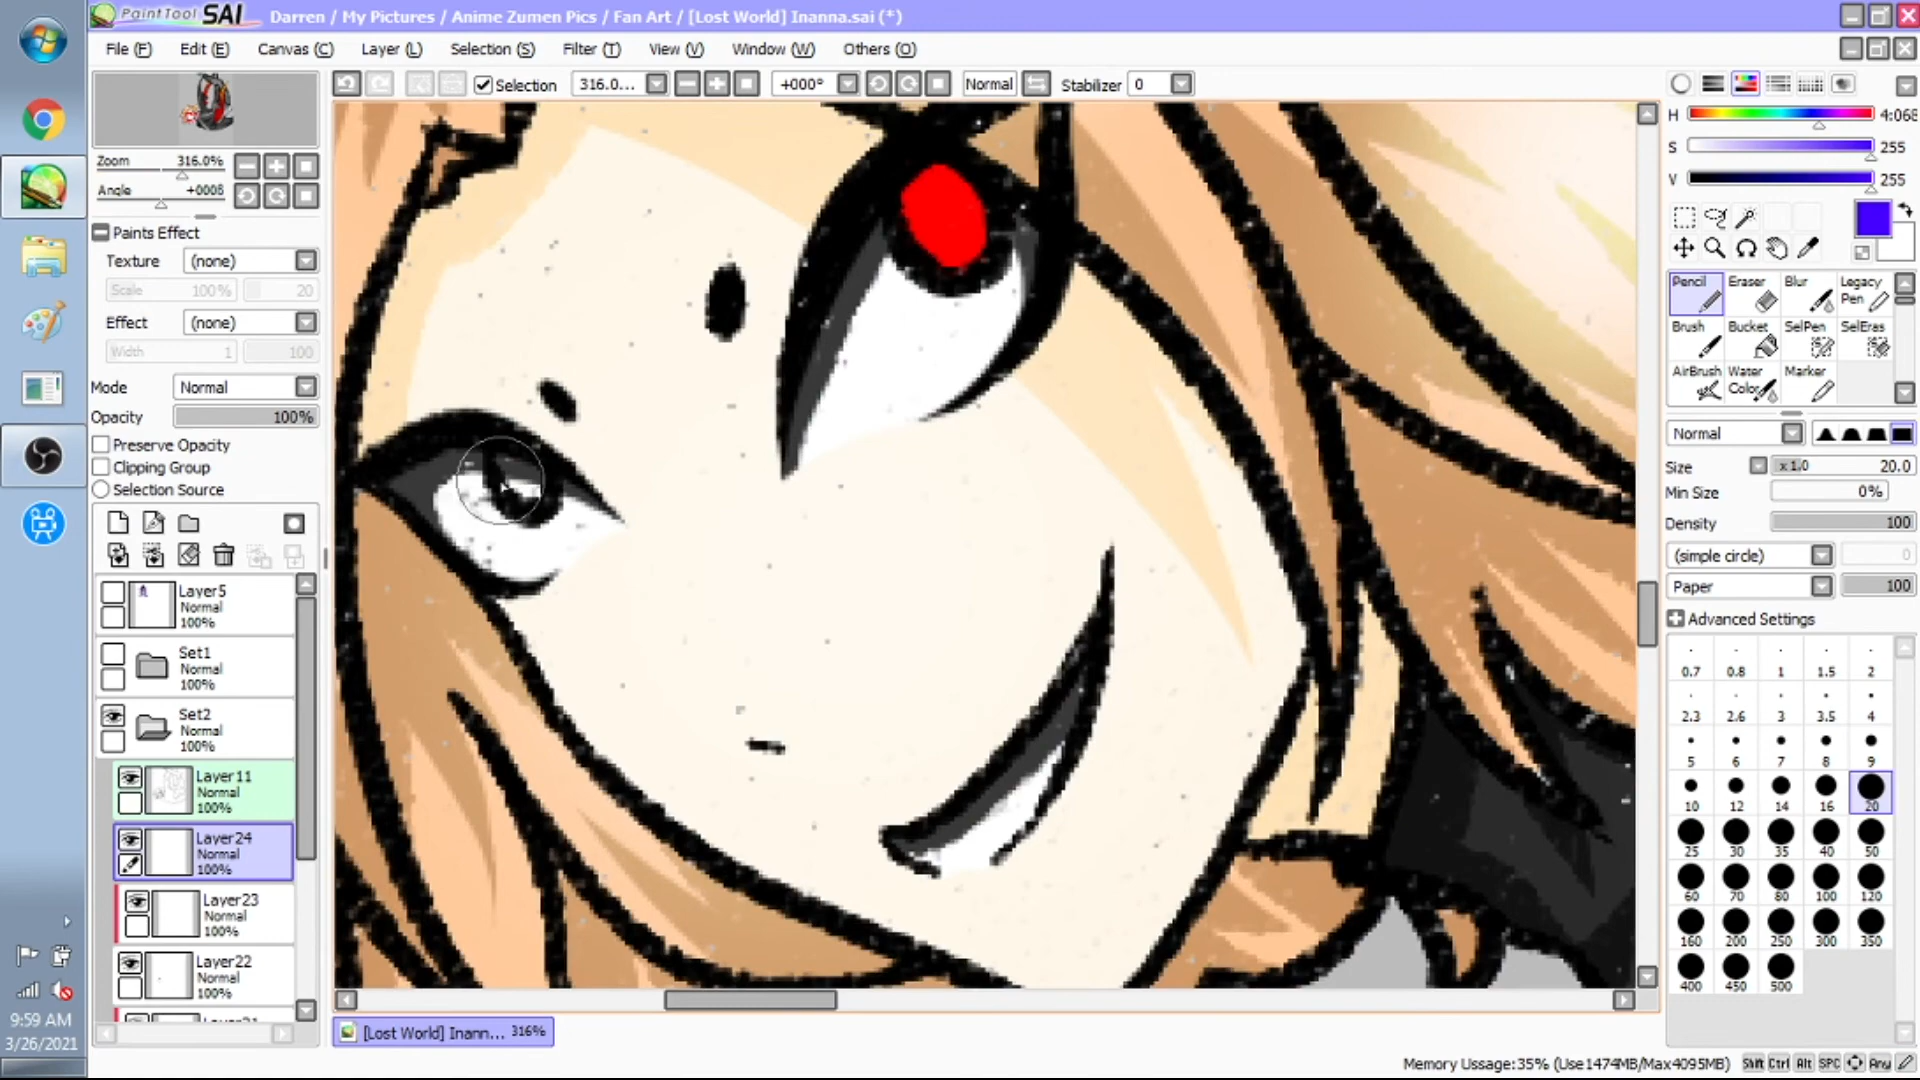 PaintTool SAI Darren / My Pictures / Anime Zumen Pics / Fan Art / [Lost World] Inanna.sai (*)
File (F) Edit (E) Canvas (C) Layer (L) Selection (S) Filter (T) View (V) Window (W) Others (O)
Selection 316.0... +000° Normal Stabilizer 0
Zoom 316.0%
Angle +000ß
Paints Effect
Texture (none)
Scale 100% 20
Effect (none)
Width 1 100
Mode Normal
Opacity 100%
Preserve Opacity
Clipping Group
Selection Source
Layer5
Normal
100%
Set1
Normal
100%
Set2
Normal
100%
Layer11
Normal
100%
Layer24
Normal
100%
Layer23
Normal
100%
Layer22
Normal
100%
9:59 AM
3/26/2021
[Lost World] Inann... 316%
H 4:068
S 255
V 255
Pencil Eraser Blur Legacy Pen
Brush Bucket SelPen SelEras
AirBrush Water Color Marker
Normal
Size x 1.0 20.0
Min Size 0%
Density 100
(simple circle) 0
Paper 100
Advanced Settings
0.7 0.8 1 1.5 2
2.3 2.6 3 3.5 4
5 6 7 8 9
10 12 14 16 20
25 30 35 40 50
60 70 80 100 120
160 200 250 300 350
400 450 500
Memory Ussage:35% (Use1474MB/Max4095MB) Shift Ctrl Alt SPC Any